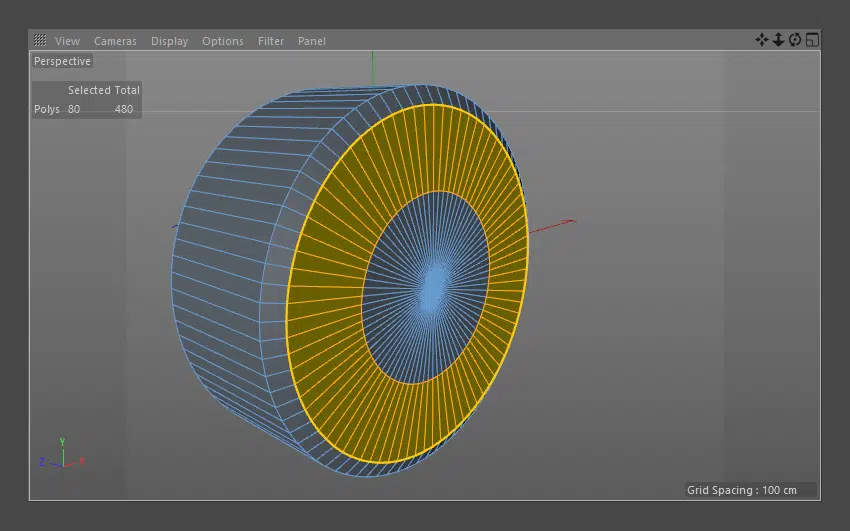 View Cameras Display Options Filter Panel
Perspective
Selected Total
Polys 80 480
Y
Z X
Grid Spacing : 100 cm